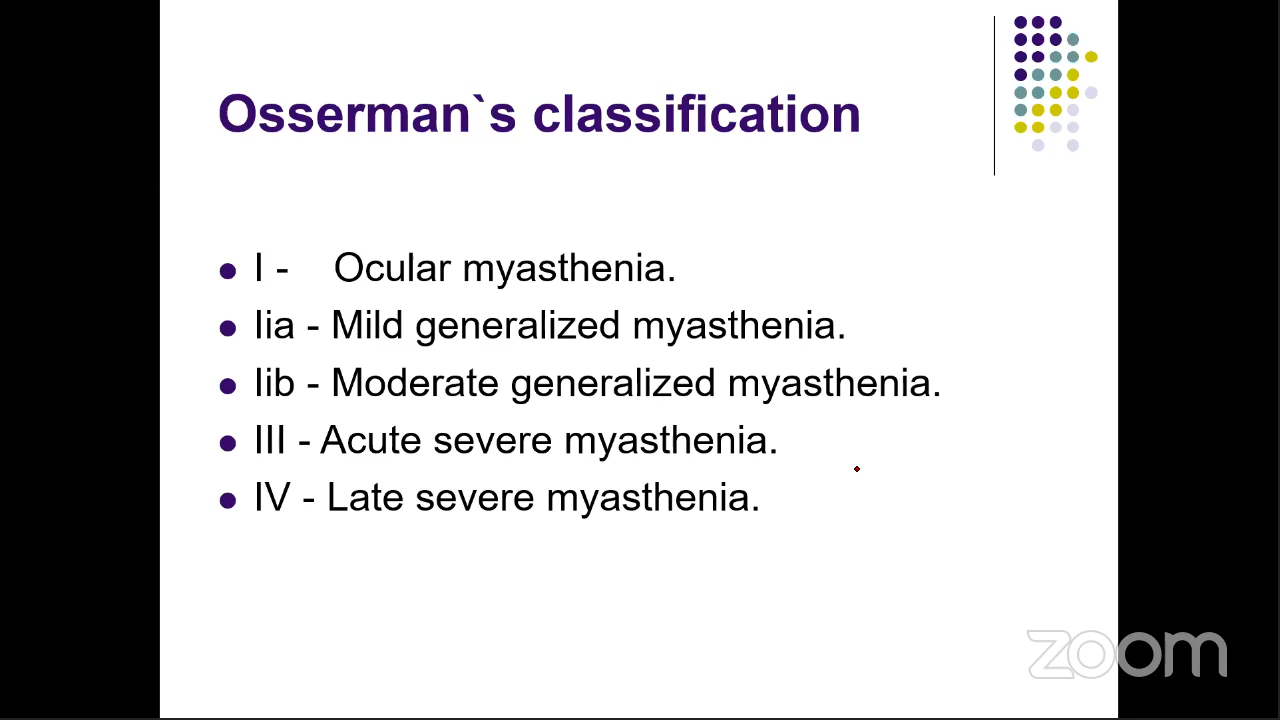 Osserman`s classification
I - Ocular myasthenia.
Iia - Mild generalized myasthenia.
Iib - Moderate generalized myasthenia.
III - Acute severe myasthenia.
IV - Late severe myasthenia.
zoom